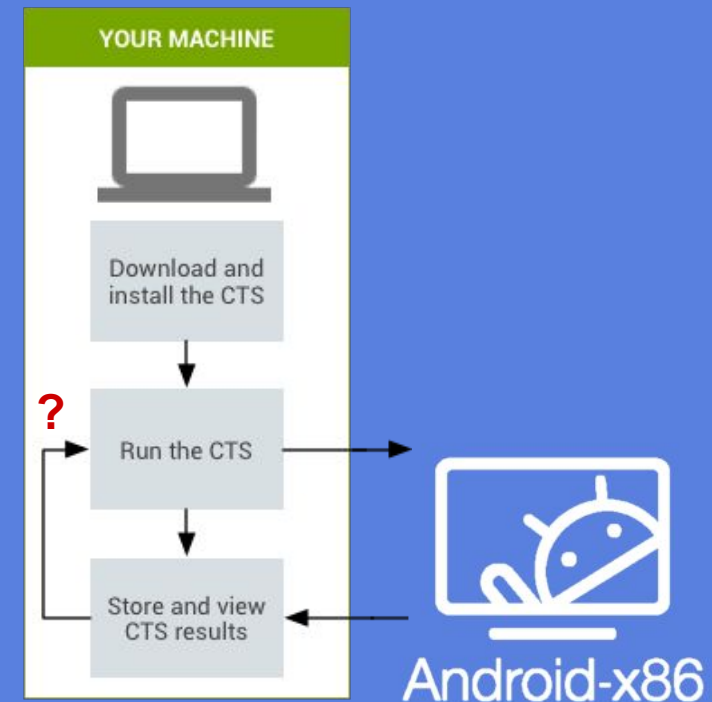 YOUR MACHINE
Download and
install the CTS
?
Run the CTS
Store and view
CTS results
Android-x86